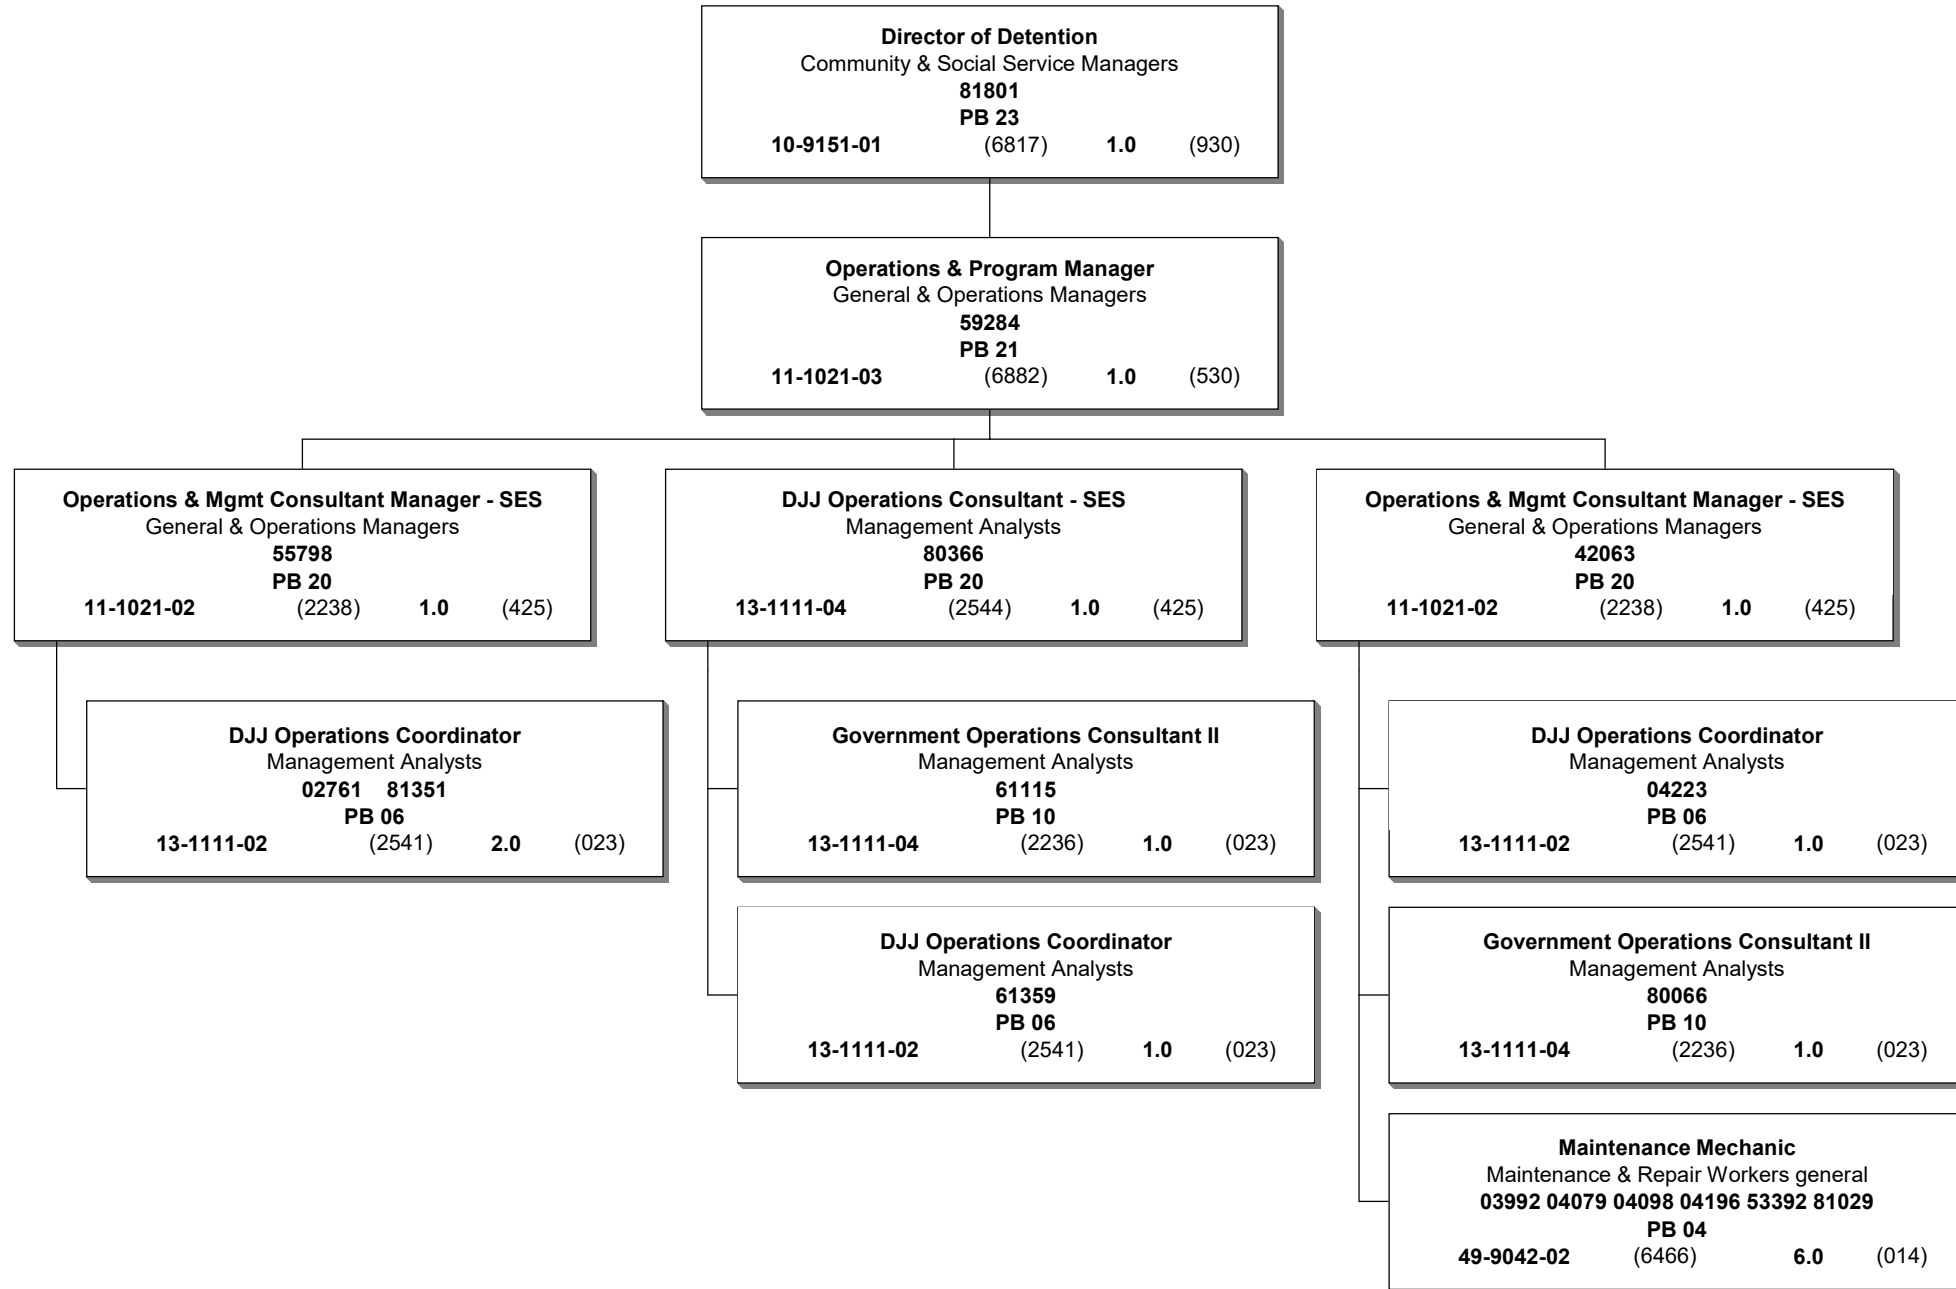 Director of Detention
Community & Social Service Managers
81801
PB 23
10-9151-01 (6817) 1.0 (930)
Operations & Program Manager
General & Operations Managers
59284
PB 21
11-1021-03 (6882) 1.0 (530)
Operations & Mgmt Consultant Manager - SES
General & Operations Managers
55798
PB 20
11-1021-02 (2238) 1.0 (425)
DJJ Operations Consultant - SES
Management Analysts
80366
PB 20
13-1111-04 (2544) 1.0 (425)
Operations & Mgmt Consultant Manager - SES
General & Operations Managers
42063
PB 20
11-1021-02 (2238) 1.0 (425)
DJJ Operations Coordinator
Management Analysts
02761 81351
PB 06
13-1111-02 (2541) 2.0 (023)
Government Operations Consultant II
Management Analysts
61115
PB 10
13-1111-04 (2236) 1.0 (023)
DJJ Operations Coordinator
Management Analysts
61359
PB 06
13-1111-02 (2541) 1.0 (023)
DJJ Operations Coordinator
Management Analysts
04223
PB 06
13-1111-02 (2541) 1.0 (023)
Government Operations Consultant II
Management Analysts
80066
PB 10
13-1111-04 (2236) 1.0 (023)
Maintenance Mechanic
Maintenance & Repair Workers general
03992 04079 04098 04196 53392 81029
PB 04
49-9042-02 (6466) 6.0 (014)